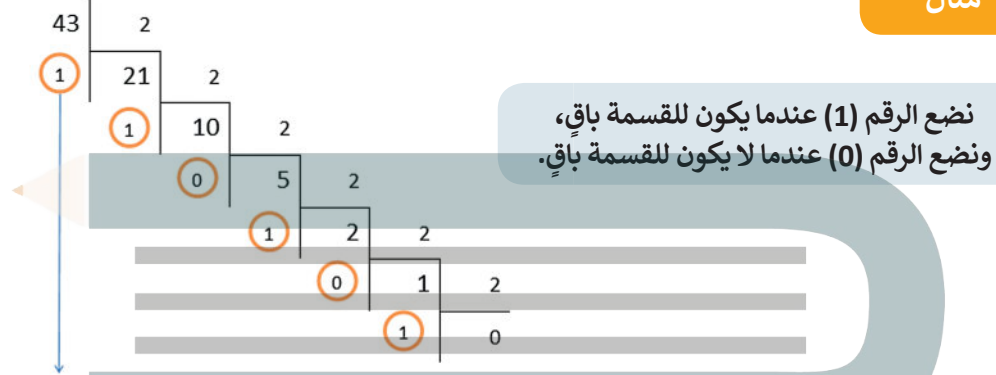 مثال
نضع الرقم (1) عندما يكون للقسمة باقٍ،
ونضع الرقم (0) عندما لا يكون للقسمة باقٍ.
43 2
1 21 2
1 10 2
0 5 2
1 2 2
0 1 2
1 0